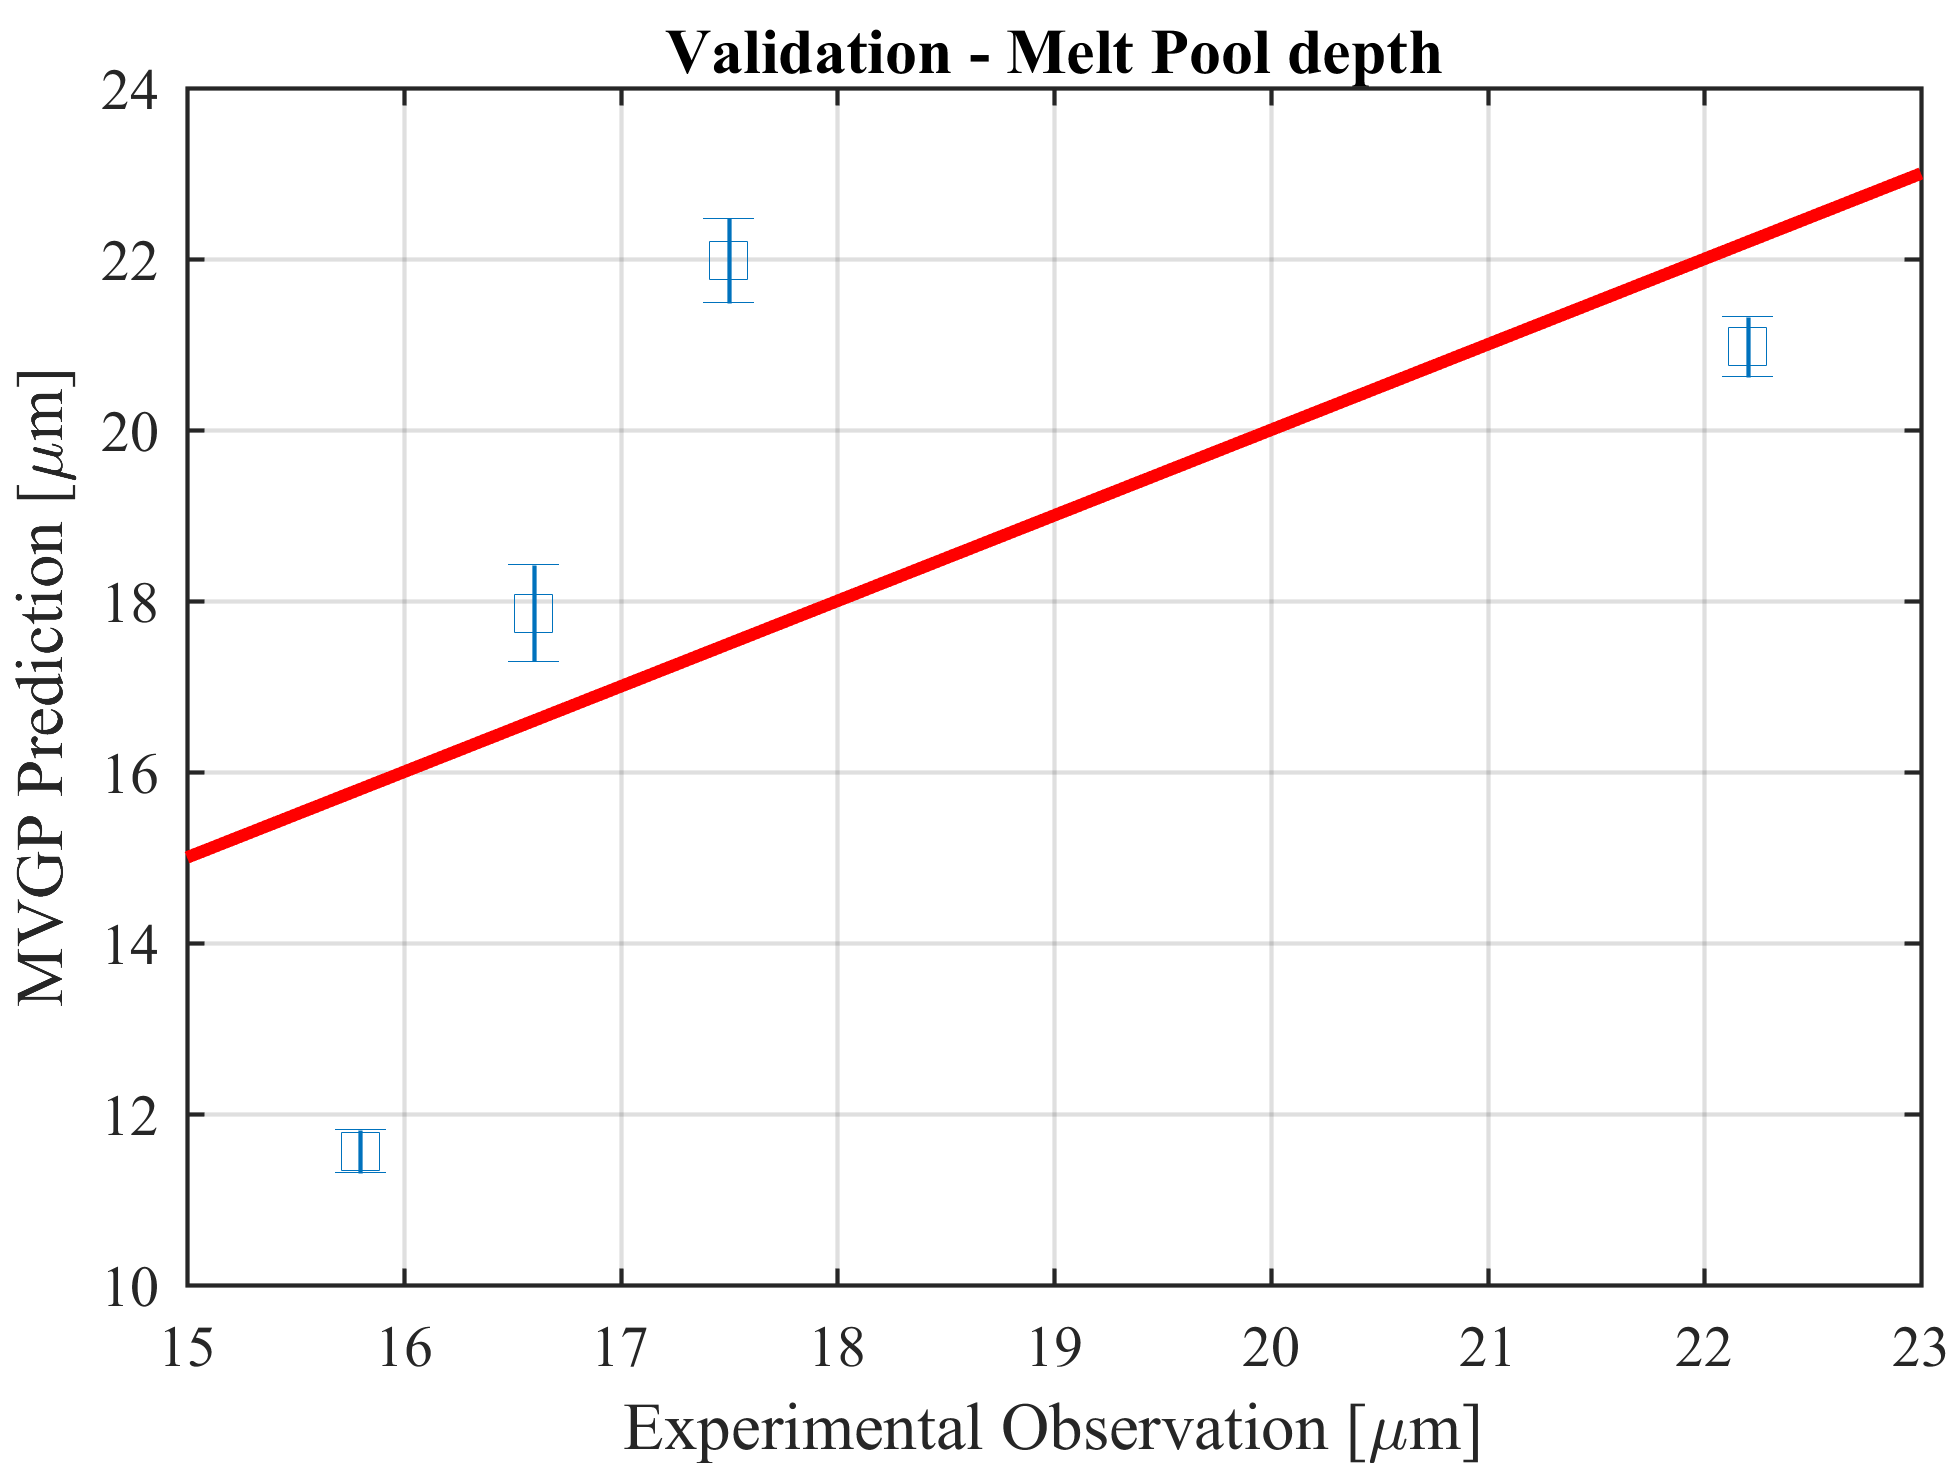 Validation - Melt Pool depth
24
22
20
18
16
14
12
10
MVGP Prediction [μm]
15 16 17 18 19 20 21 22 23
Experimental Observation [μm]